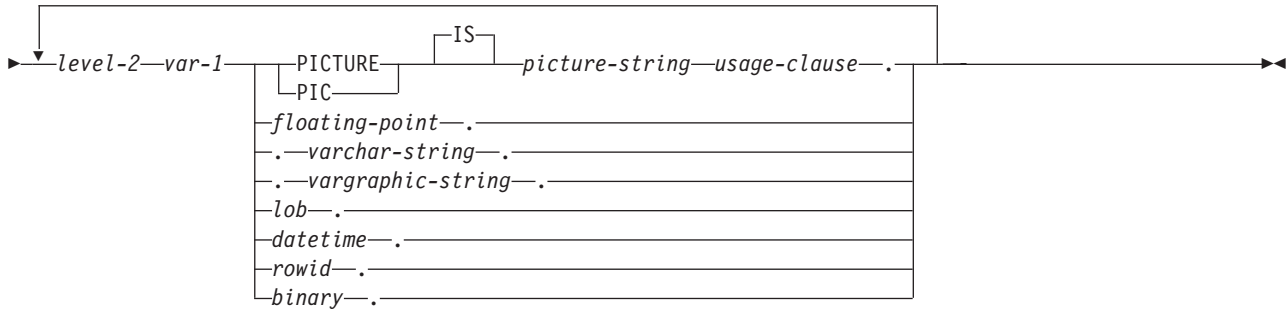 IS
level-2 var-1 PICTURE picture-string usage-clause .
PIC
floating-point .
. varchar-string .
. vargraphic-string .
lob .
datetime .
rowid .
binary .